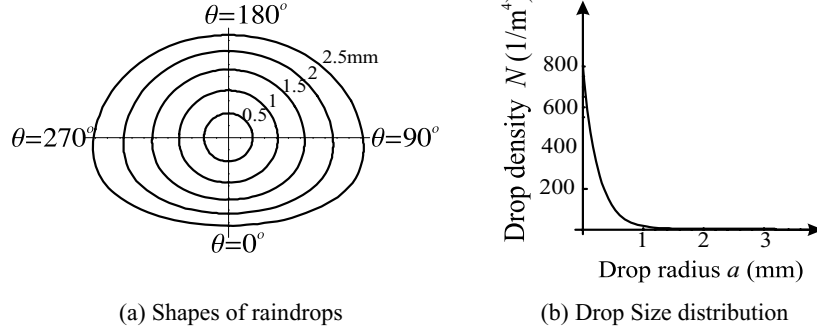 θ=180°
2.5mm
2
1.5
1
0.5
θ=270°
θ=90°
θ=0°
(a) Shapes of raindrops
Drop density N (1/m⁴)
800
600
400
200
1 2 3
Drop radius a (mm)
(b) Drop Size distribution